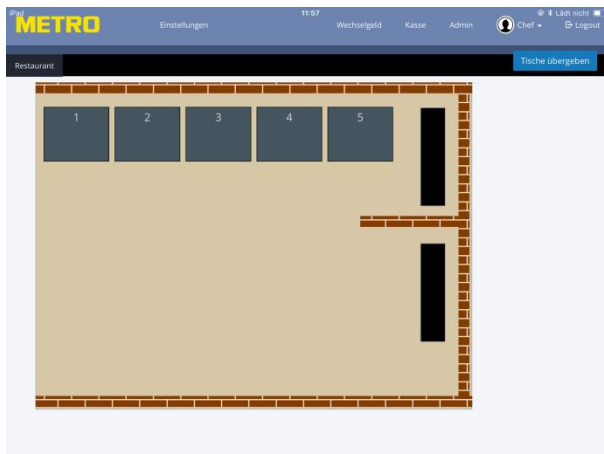 iPad 11:57 Lädt nicht
METRO Einstellungen Wechselgeld Kasse Admin Chef Logout
Restaurant Tische übergeben
1 2 3 4 5